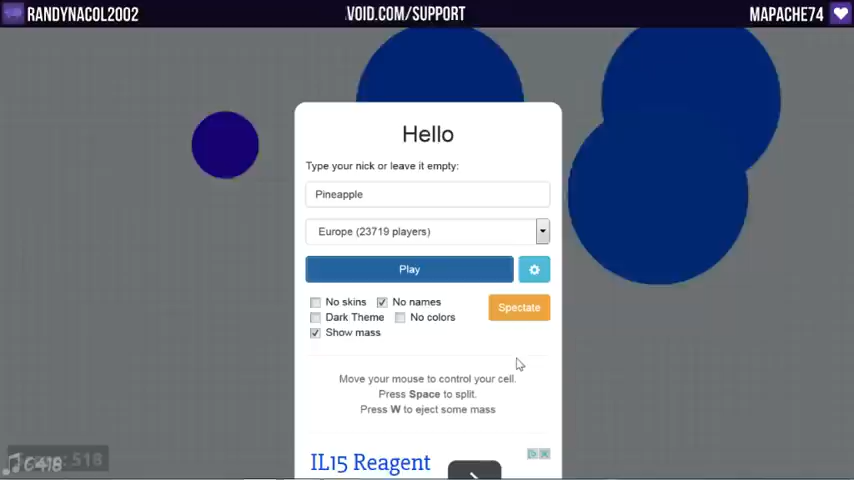 RANDYNACOL2002
VOID.COM/SUPPORT
MAPACHE74
Hello
Type your nick or leave it empty:
Pineapple
Europe (23719 players)
Play
No skins
No names
Spectate
Dark Theme
No colors
Show mass
Move your mouse to control your cell.
Press Space to split.
Press W to eject some mass
IL15 Reagent
C418
518